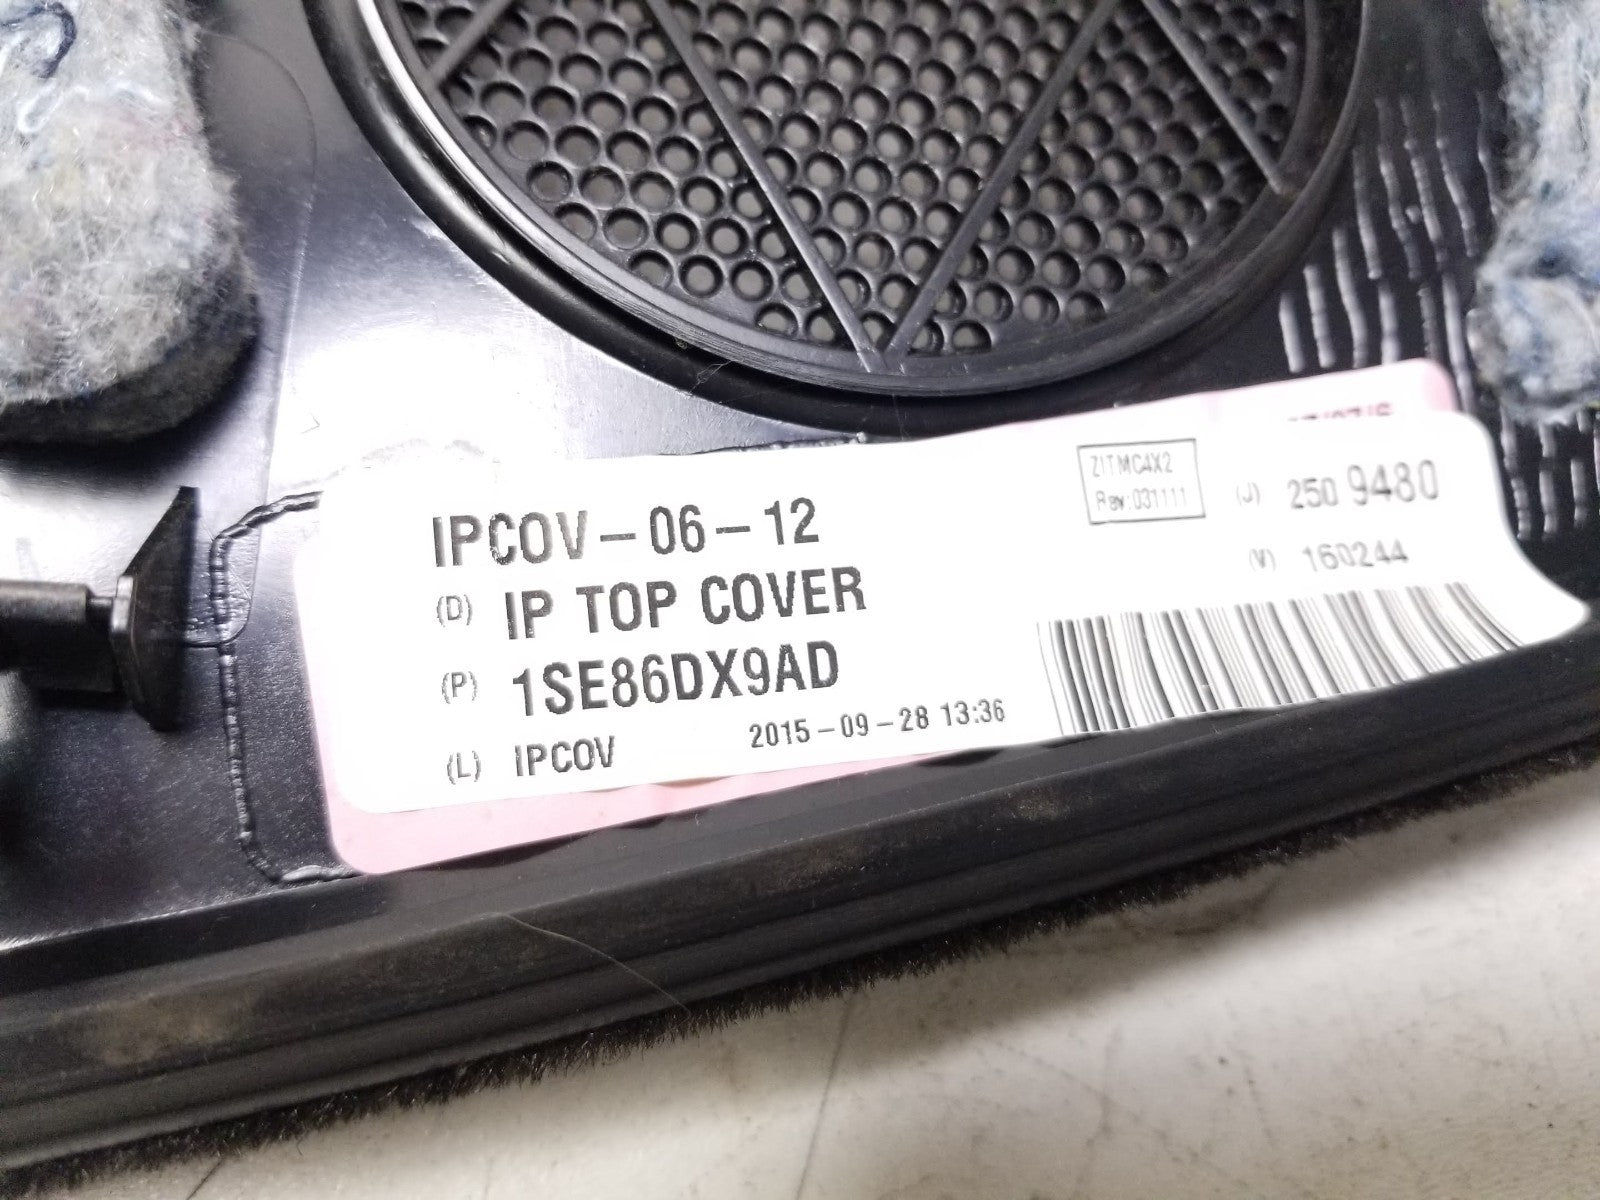 IPCOV-06-12
(D) IP TOP COVER
(P) 1SE86DX9AD
(L) IPCOV 2015-09-28 13:36
ZITMC4X2
Rev:031111
(J) 250 9480
(V) 160244